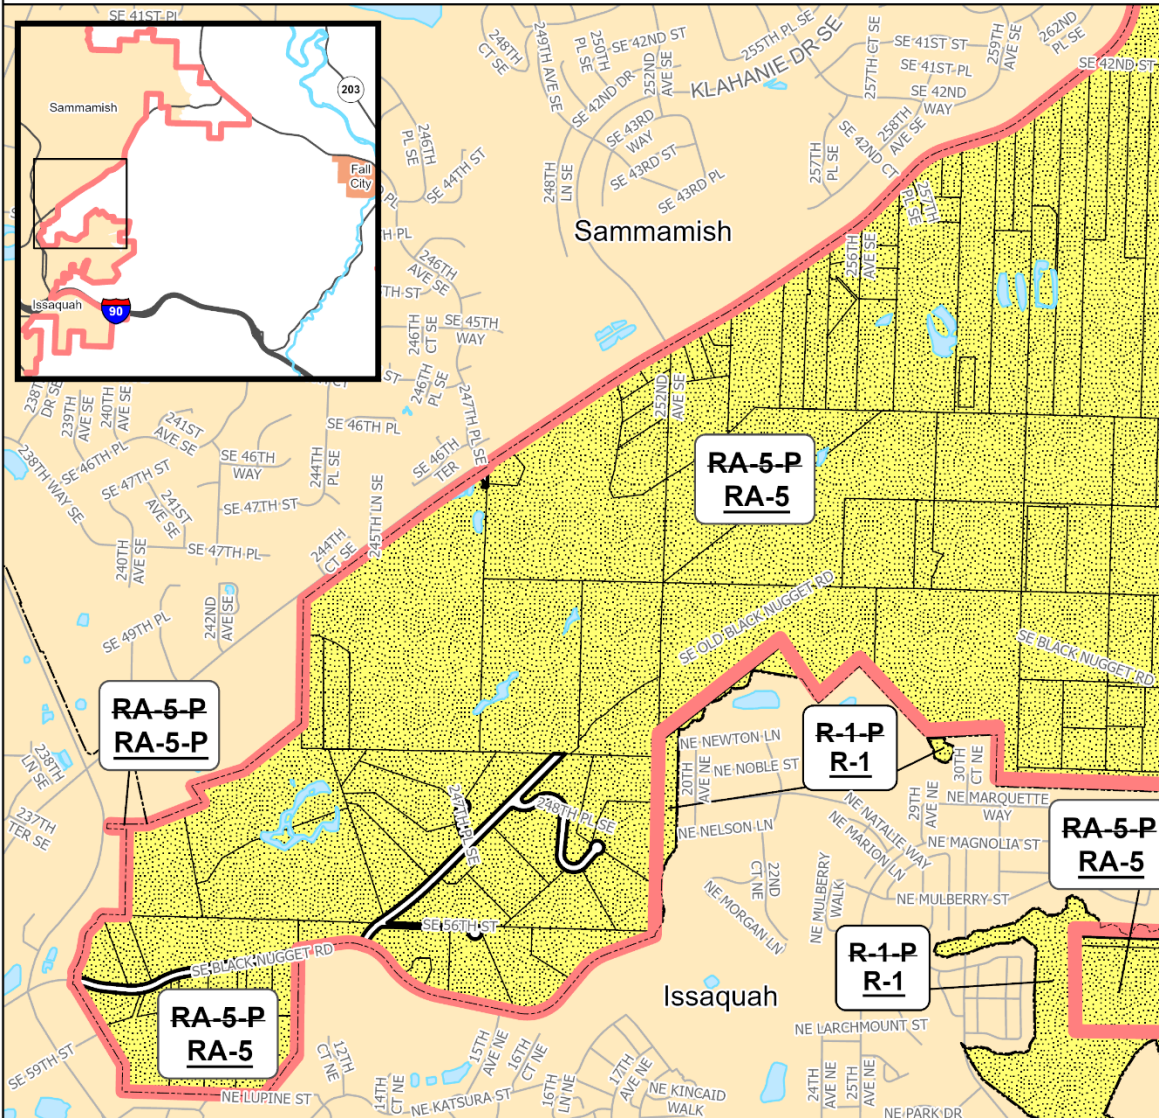 SE 41ST PL
248TH
CT SE
249TH AVE SE
250TH
PL SE
SE 42ND ST
252ND
AVE SE
SE 42ND DR
255TH PL SE
KLAHANIE DR SE
257TH CT SE
SE 41ST ST
259TH
AVE SE
262ND
PL SE
SE 41ST PL
SE 42ND ST
SE 42ND
WAY
258TH
AVE SE
SE 42ND CT
257TH
PL SE
SE 43RD
WAY
SE 43RD ST
SE 43RD PL
248TH
LN SE
246TH
PL SE
SE 44TH ST
257TH
PL SE
256TH
AVE SE
Sammamish
203
Fall
City
Issaquah
90
Sammamish
246TH
AVE SE
SE 45TH
WAY
246TH
CT SE
246TH
PL SE
247TH PL SE
252ND
AVE SE
239TH
AVE SE
240TH
AVE SE
241ST
AVE SE
SE 46TH PL
SE 46TH PL
SE 46TH
WAY
244TH
PL SE
SE 46TH
TER
238TH WAY SE
SE 47TH ST
241ST
AVE SE
SE 47TH ST
245TH LN SE
244TH
CT SE
SE 47TH PL
240TH
AVE SE
RA-5-P
RA-5
242ND
AVE SE
SE 49TH PL
SE OLD BLACK NUGGET RD
SE BLACK NUGGET RD
RA-5-P
RA-5-P
238TH
LN SE
237TH
TER SE
R-1-P
R-1
NE NEWTON LN
20TH
AVE NE
NE NOBLE ST
NE NELSON LN
30TH
CT NE
29TH
AVE NE
NE MARQUETTE
WAY
NE NATALIE WAY
NE MARION LN
NE MAGNOLIA ST
RA-5-P
RA-5
247TH PL SE
248TH PL SE
22ND
CT NE
NE MULBERRY
WALK
NE MULBERRY ST
NE MORGAN LN
SE 56TH ST
SE BLACK NUGGET RD
R-1-P
R-1
Issaquah
RA-5-P
RA-5
SE 59TH ST
NE LUPINE ST
12TH
CT NE
14TH
CT NE
15TH
AVE NE
16TH
CT NE
NE KATSURA ST
16TH
LN NE
17TH
AVE NE
NE KINCAID
WALK
NE LARCHMOUNT ST
24TH
AVE NE
25TH
AVE NE
NE PARK DR